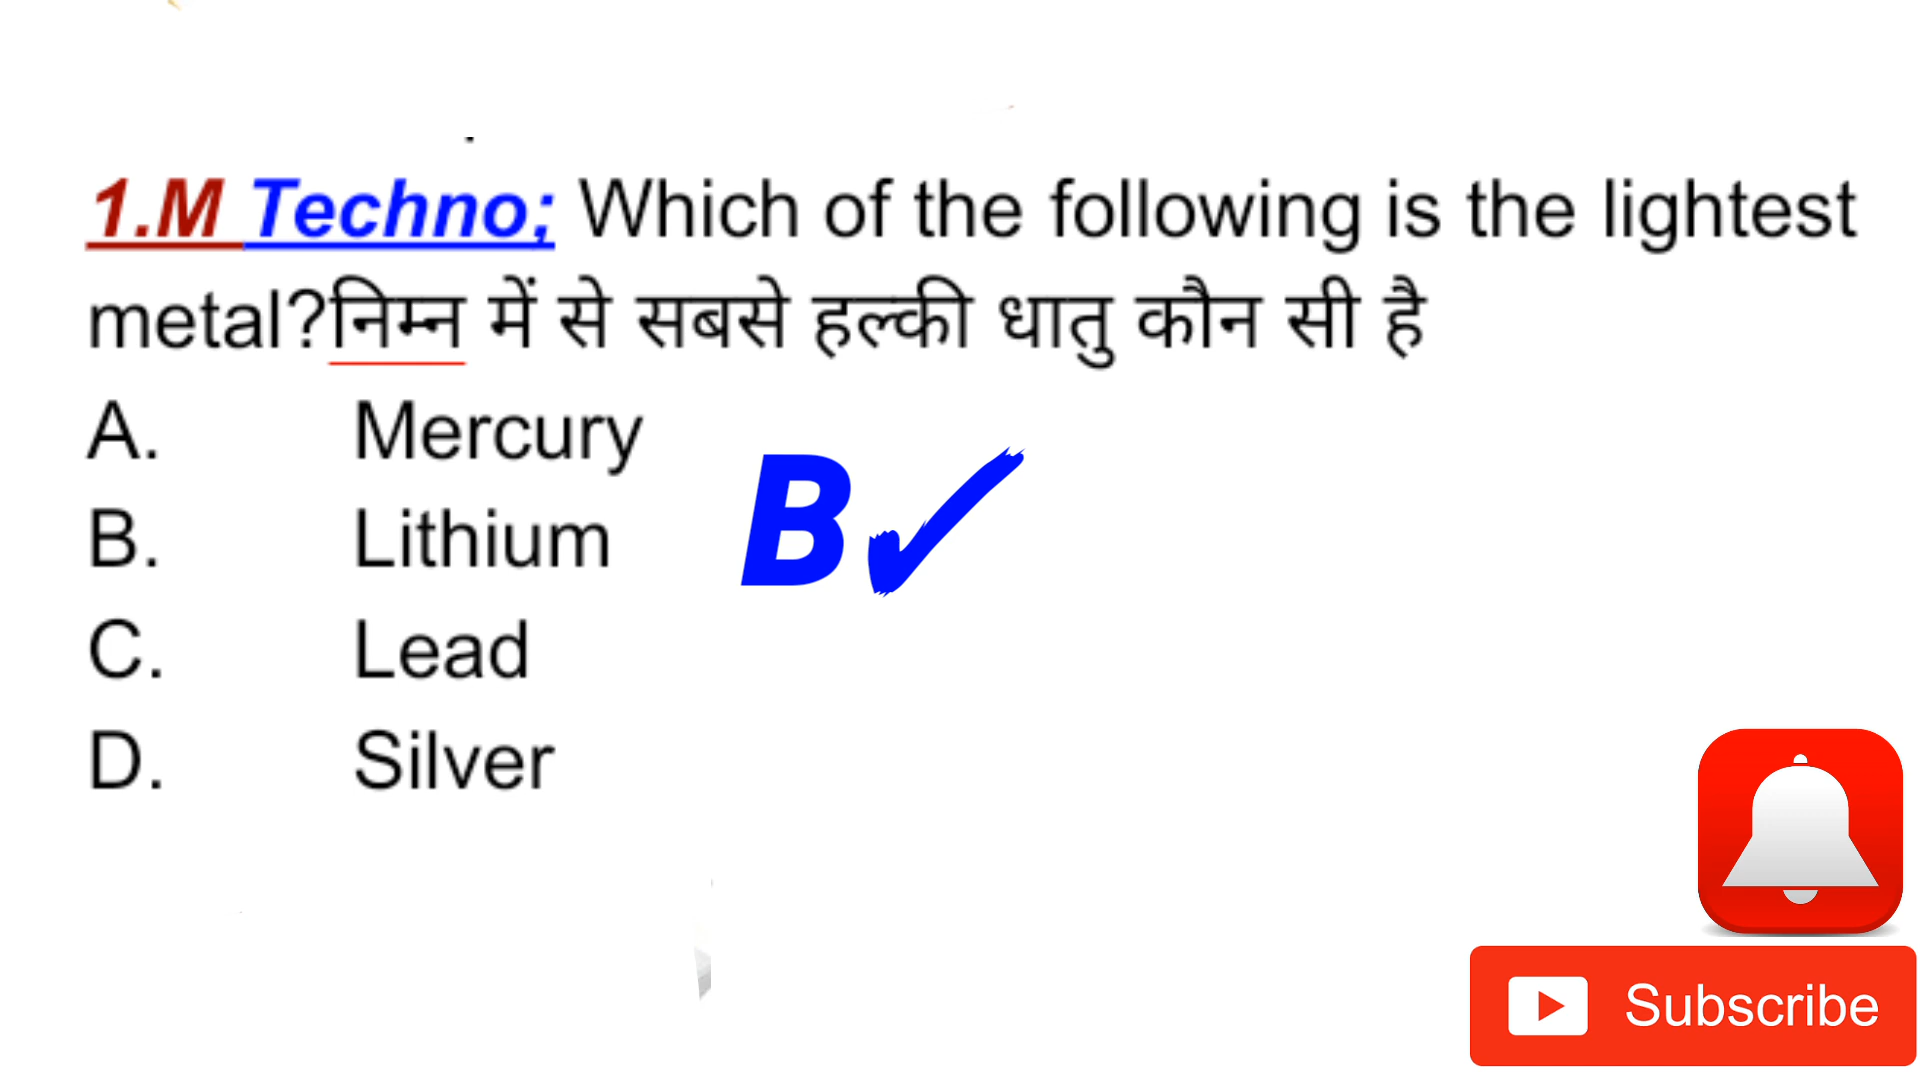 1.M Techno; Which of the following is the lightest
metal?निम्न में से सबसे हल्की धातु कौन सी है
A. Mercury
B. Lithium
B✔
C. Lead
D. Silver
Subscribe